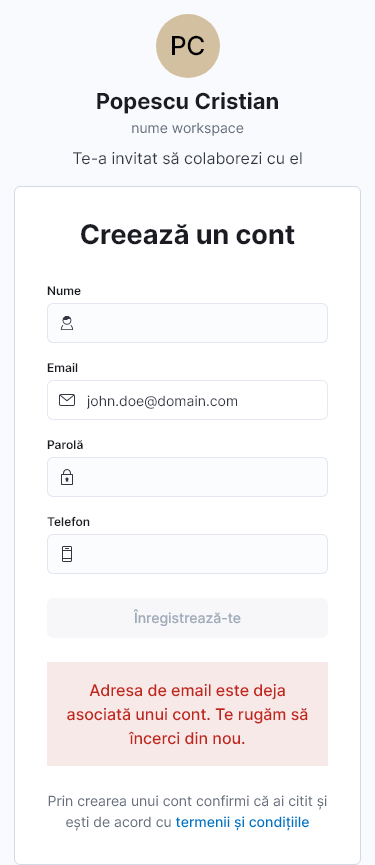 PC
Popescu Cristian
nume workspace
Te-a invitat să colaborezi cu el
Creează un cont
Nume
Email
john.doe@domain.com
Parolă
Telefon
Înregistrează-te
Adresa de email este deja
asociată unui cont. Te rugăm să
încerci din nou.
Prin crearea unui cont confirmi că ai citit și
ești de acord cu termenii și condițiile